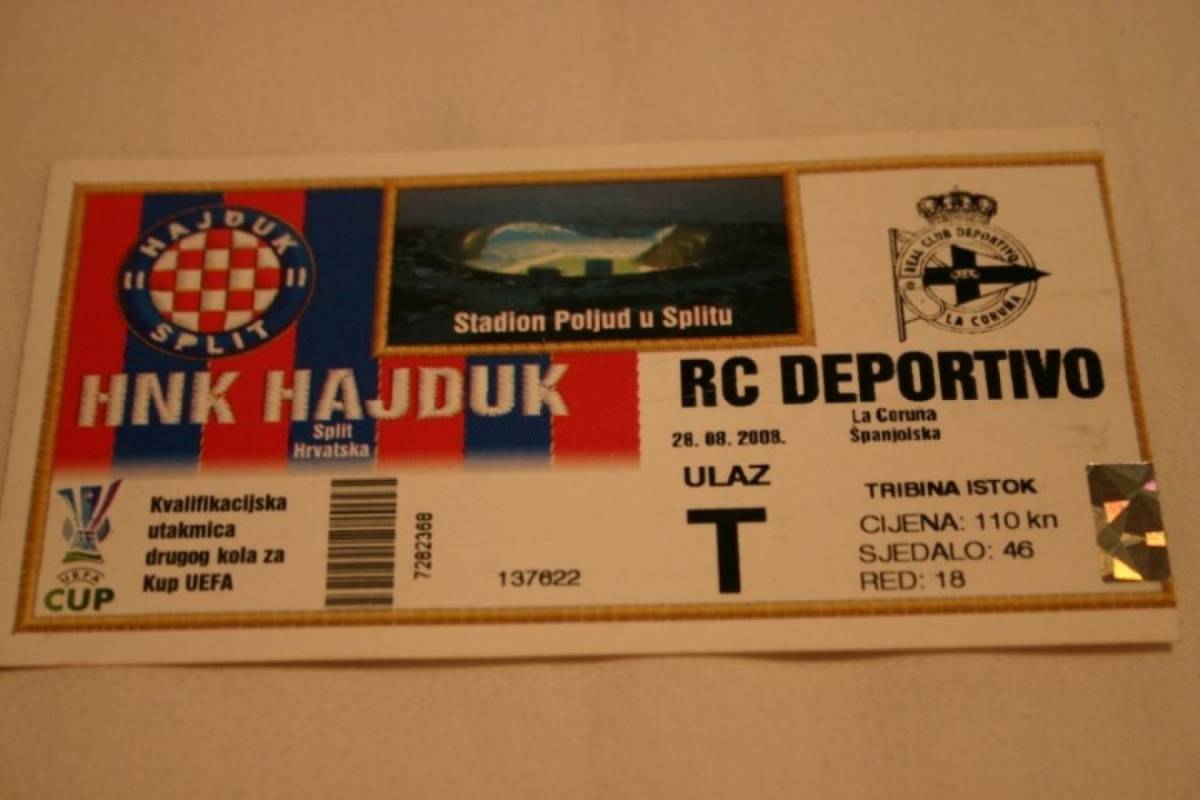 HAJDUK
SPLIT
Stadion Poljud u Splitu
REAL CLUB DEPORTIVO
LA CORUÑA
HNK HAJDUK
Split
Hrvatska
RC DEPORTIVO
La Coruna
Španjolska
28. 08. 2008.
ULAZ
T
TRIBINA ISTOK
CIJENA: 110 kn
SJEDALO: 46
RED: 18
Kvalifikacijska
utakmica
drugog kola za
Kup UEFA
UEFA
CUP
7282368
137622